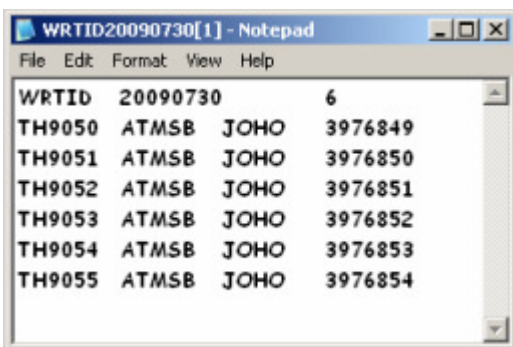 WRTID20090730[1] - Notepad
File Edit Format View Help
WRTID 20090730 6
TH9050 ATMSB JOHO 3976849
TH9051 ATMSB JOHO 3976850
TH9052 ATMSB JOHO 3976851
TH9053 ATMSB JOHO 3976852
TH9054 ATMSB JOHO 3976853
TH9055 ATMSB JOHO 3976854